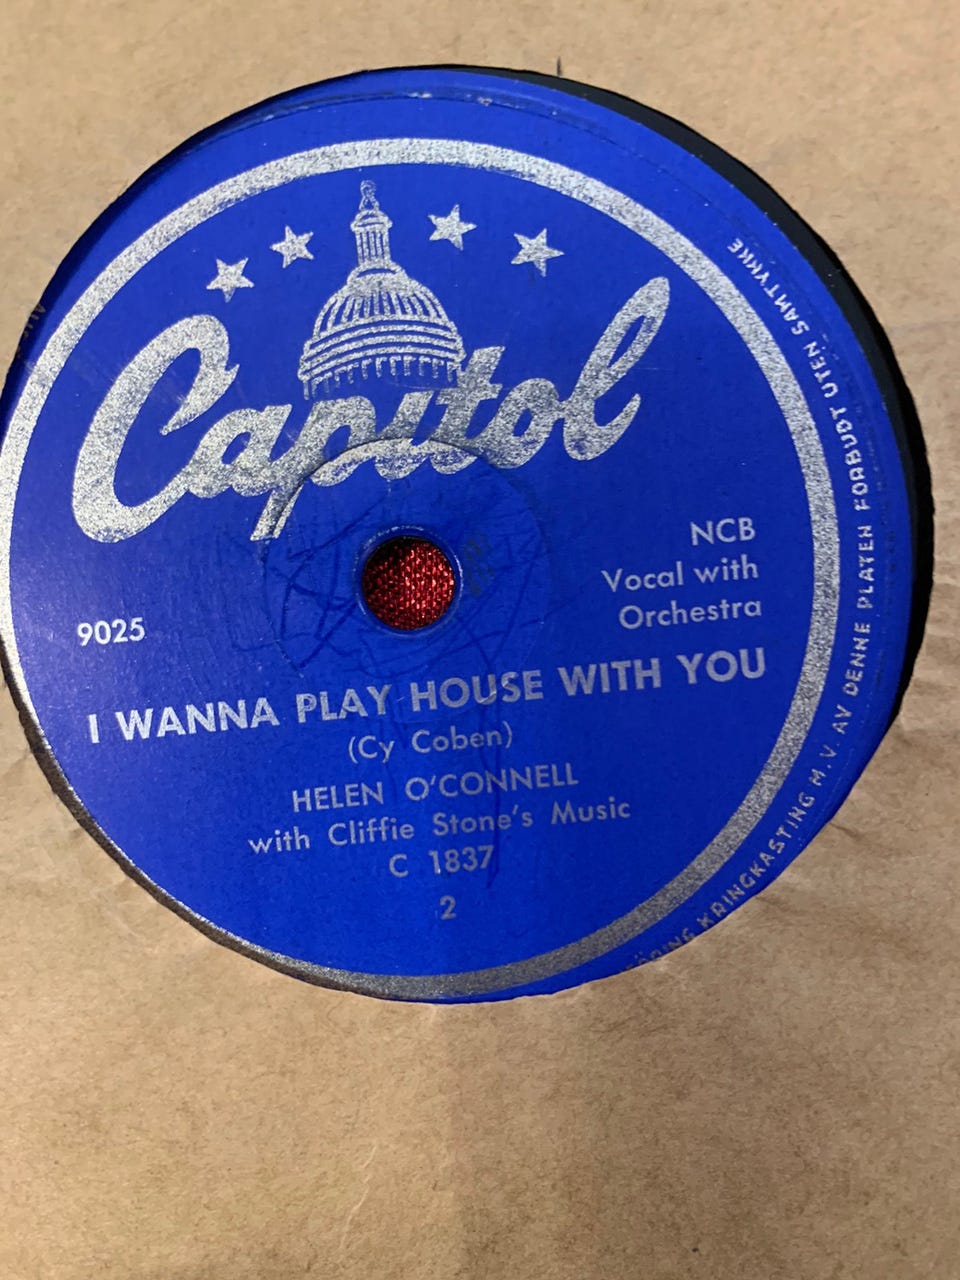 Capitol
NCB
Vocal with
Orchestra
9025
I WANNA PLAY HOUSE WITH YOU
(Cy Coben)
HELEN O'CONNELL
with Cliffie Stone's Music
C 1837
2
KRINGKASTING M.V. AV DENNE PLATEN FORBUDT UTEN SAMTYKKE